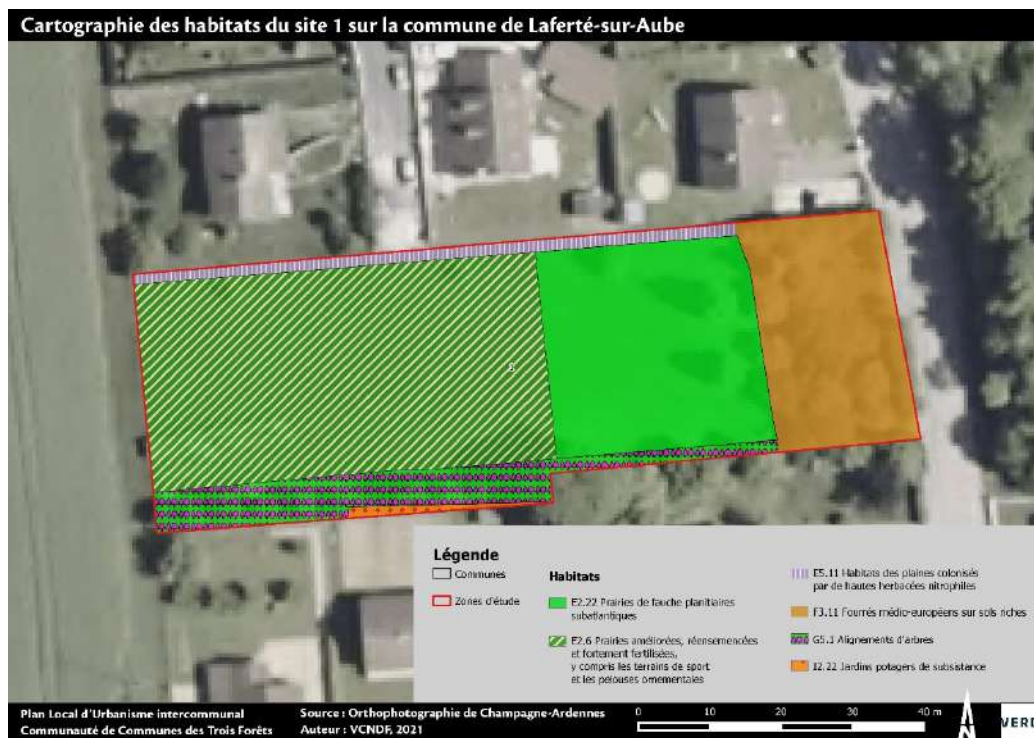 Cartographie des habitats du site 1 sur la commune de Laferté-sur-Aube
Légende
Communes
Zones d'étude
Habitats
E2.22 Prairies de fauche planitiaires
subatlantiques
E2.6 Prairies améliorées, réensemencées
et fortement fertilisées,
y compris les terrains de sport
et les pelouses ornementales
E5.11 Habitats des plaines colonisés
par de hautes herbacées nitrophiles
F3.11 Fourrés médio-européens sur sols riches
G5.1 Alignements d'arbres
I2.22 Jardins potagers de subsistance
Plan Local d'Urbanisme intercommunal
Communauté de Communes des Trois Forêts
Source : Orthophotographie de Champagne-Ardennes
Auteur : VCNDF, 2021
0 10 20 30 40 m
N